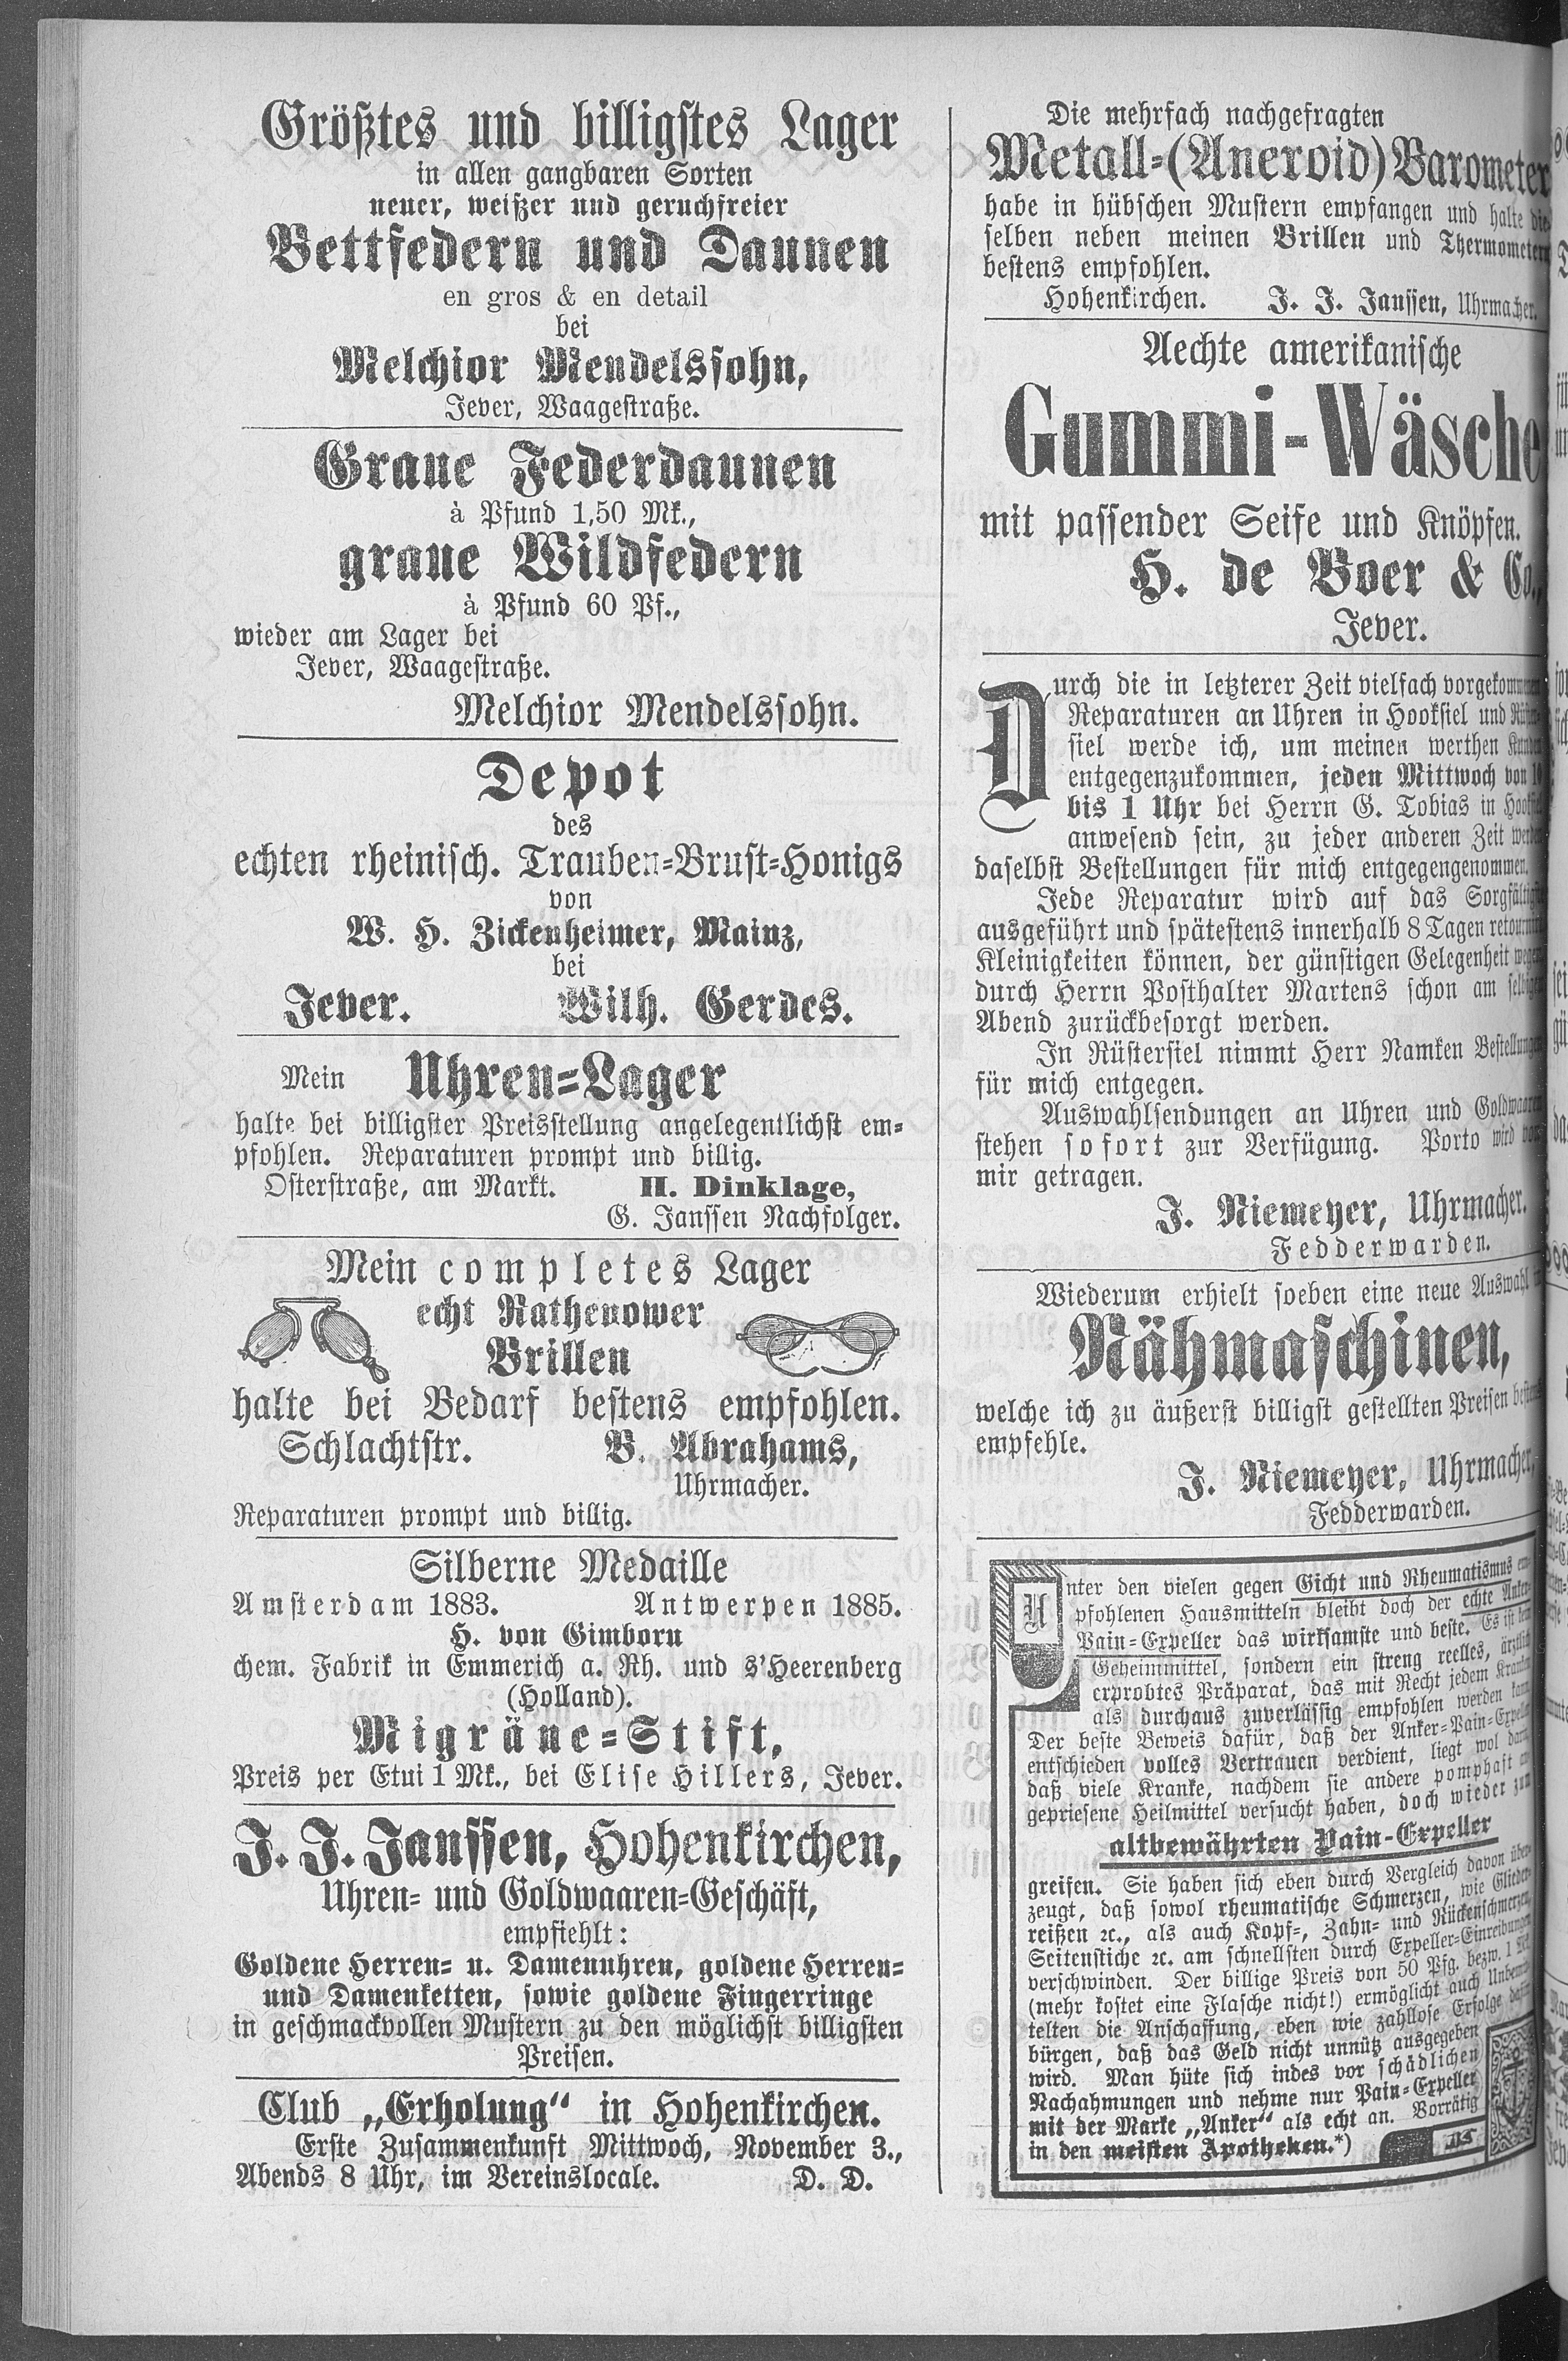 Größtes und billigstes Lager
in allen gangbaren Sorten
neuer, weißer und geruchfreier
Bettfedern und Daunen
en gros & en detail
bei
Melchior Mendelssohn,
Jever, Waagestraße.
Graue Federdaunen
à Pfund 1,50 Mk.,
graue Wildfedern
à Pfund 60 Pf.,
wieder am Lager bei
Jever, Waagestraße.
Melchior Mendelssohn.
Depot
des
echten rheinisch. Trauben-Brust-Honigs
von
W. H. Zickenheimer, Mainz,
bei
Jever. Wilh. Gerdes.
Mein Uhren-Lager
halte bei billigster Preisstellung angelegentlichst em-
pfohlen. Reparaturen prompt und billig.
Osterstraße, am Markt. H. Dinklage,
G. Janssen Nachfolger.
Mein completes Lager
echt Rathenower
Brillen
halte bei Bedarf bestens empfohlen.
Schlachtstr. B. Abrahams,
Uhrmacher.
Reparaturen prompt und billig.
Silberne Medaille
Amsterdam 1883. Antwerpen 1885.
H. von Gimborn
chem. Fabrik in Emmerich a. Rh. und s'Heerenberg
(Holland).
Migräne-Stift,
Preis per Etui 1 Mk., bei Elise Hillers, Jever.
J. J. Janssen, Hohenkirchen,
Uhren- und Goldwaaren-Geschäft,
empfiehlt:
Goldene Herren- u. Damenuhren, goldene Herren-
und Damenketten, sowie goldene Fingerringe
in geschmackvollen Mustern zu den möglichst billigsten
Preisen.
Club „Erholung“ in Hohenkirchen.
Erste Zusammenkunft Mittwoch, November 3.,
Abends 8 Uhr, im Vereinslocale. D. D.
Die mehrfach nachgefragten
Metall-(Aneroid) Barometer
habe in hübschen Mustern empfangen und halte die-
selben neben meinen Brillen und Thermometern
bestens empfohlen.
Hohenkirchen. J. J. Janssen, Uhrmacher.
Aechte amerikanische
Gummi-Wäsche
mit passender Seife und Knöpfen.
H. de Boer & Co.,
Jever.
Durch die in letzterer Zeit vielfach vorgekommenen
Reparaturen an Uhren in Hooksiel und
siel werde ich, um meinen werthen Kunden
entgegenzukommen, jeden Mittwoch von 10
bis 1 Uhr bei Herrn G. Tobias in Hooksiel
anwesend sein, zu jeder anderen Zeit werden
daselbst Bestellungen für mich entgegengenommen.
Jede Reparatur wird auf das Sorgfältigste
ausgeführt und spätestens innerhalb 8 Tagen retournirt
Kleinigkeiten können, der günstigen Gelegenheit wegen
durch Herrn Posthalter Martens schon am selbigen
Abend zurückbesorgt werden.
In Rüstersiel nimmt Herr Namken Bestellungen
für mich entgegen.
Auswahlsendungen an Uhren und Goldwaaren
stehen sofort zur Verfügung. Porto wird von
mir getragen.
J. Niemeyer, Uhrmacher.
Fedderwarden.
Wiederum erhielt soeben eine neue Auswahl
Nähmaschinen,
welche ich zu äußerst billigst gestellten Preisen bestens
empfehle.
J. Niemeyer, Uhrmacher,
Fedderwarden.
Unter den vielen gegen Gicht und Rheumatismus em-
pfohlenen Hausmitteln bleibt doch der echte Anker-
Pain-Expeller das wirksamste und beste. Es ist kein
Geheimmittel, sondern ein streng reelles, ärztlich
erprobtes Präparat, das mit Recht jedem Kranken
als durchaus zuverlässig empfohlen werden kann.
Der beste Beweis dafür, daß der Anker-Pain-Expeller
entschieden volles Vertrauen verdient, liegt wol darin,
daß viele Kranke, nachdem sie andere pomphaft an-
gepriesene Heilmittel versucht haben, doch wieder zum
altbewährten Pain-Expeller
greifen. Sie haben sich eben durch Vergleich davon über-
zeugt, daß sowol rheumatische Schmerzen, wie Glieder-
reißen ꝛc., als auch Kopf-, Zahn- und Rückenschmerzen,
Seitenstiche ꝛc. am schnellsten durch Expeller-Einreibungen
verschwinden. Der billige Preis von 50 Pfg. bezw. 1 Mk.
(mehr kostet eine Flasche nicht!) ermöglicht auch Unbemit-
telten die Anschaffung, eben wie zahllose Erfolge dafür
bürgen, daß das Geld nicht unnütz ausgegeben
wird. Man hüte sich indes vor schädlichen
Nachahmungen und nehme nur Pain-Expeller
mit der Marke „Anker“ als echt an. Vorrätig
in den meisten Apotheken.*)